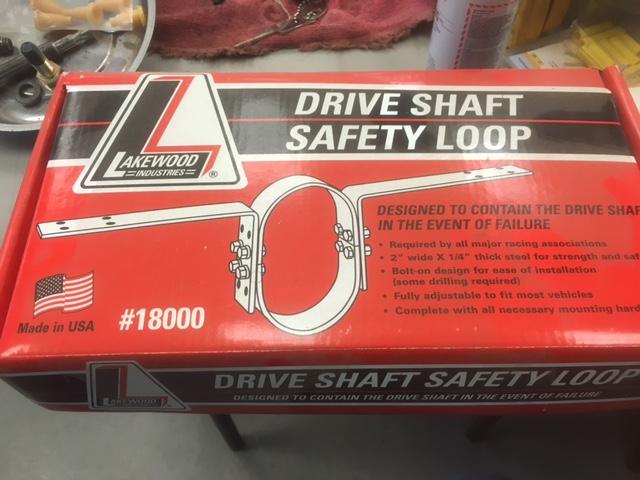 DRIVE SHAFT
SAFETY LOOP
LAKEWOOD
INDUSTRIES
®
DESIGNED TO CONTAIN THE DRIVE SHAF
IN THE EVENT OF FAILURE
• Required by all major racing associations
• 2" wide X 1/4" thick steel for strength and saf
• Bolt-on design for ease of installation
(some drilling required)
• Fully adjustable to fit most vehicles
• Complete with all necessary mounting hard
Made in USA
#18000
LAKEWOOD
DRIVE SHAFT SAFETY LOOP
DESIGNED TO CONTAIN THE DRIVE SHAFT IN THE EVENT OF FAILURE